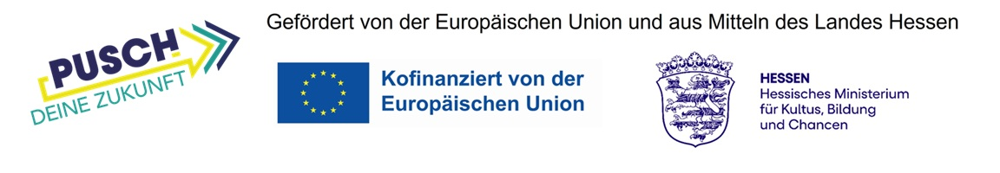 Gefördert von der Europäischen Union und aus Mitteln des Landes Hessen
PUSCH
DEINE ZUKUNFT
Kofinanziert von der
Europäischen Union
HESSEN
Hessisches Ministerium
für Kultus, Bildung
und Chancen